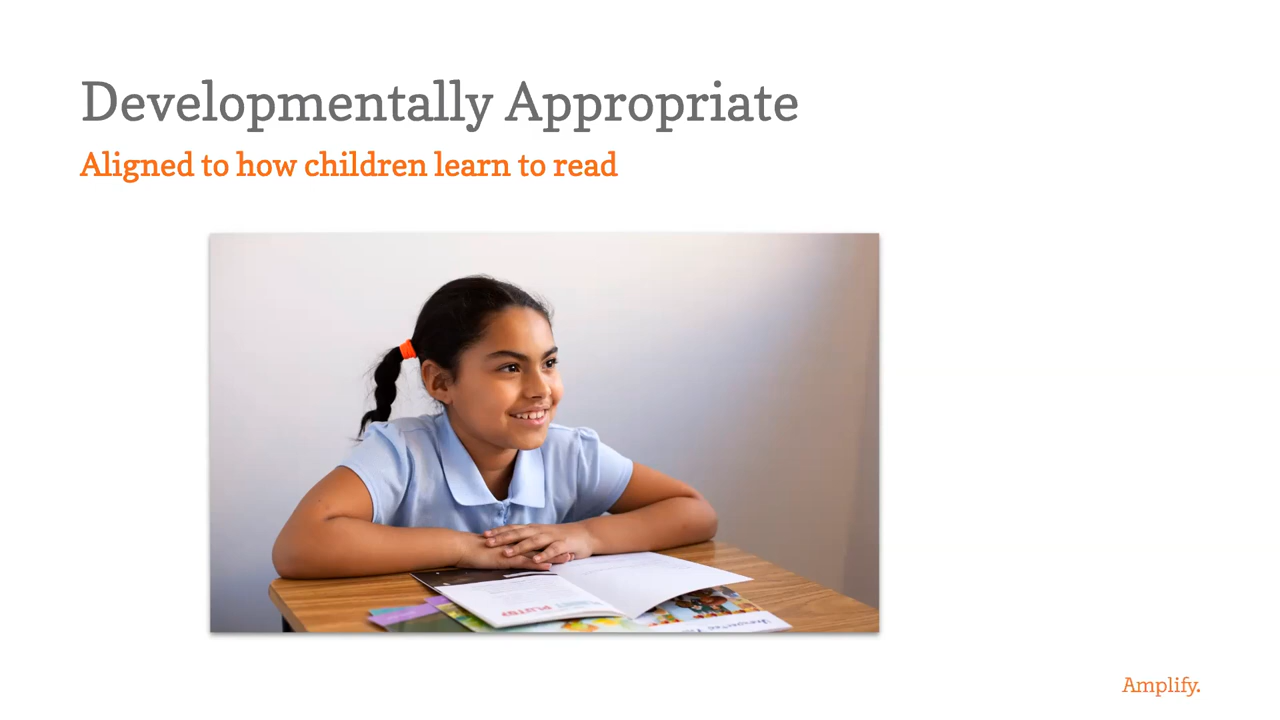 Developmentally Appropriate
Aligned to how children learn to read
Amplify.